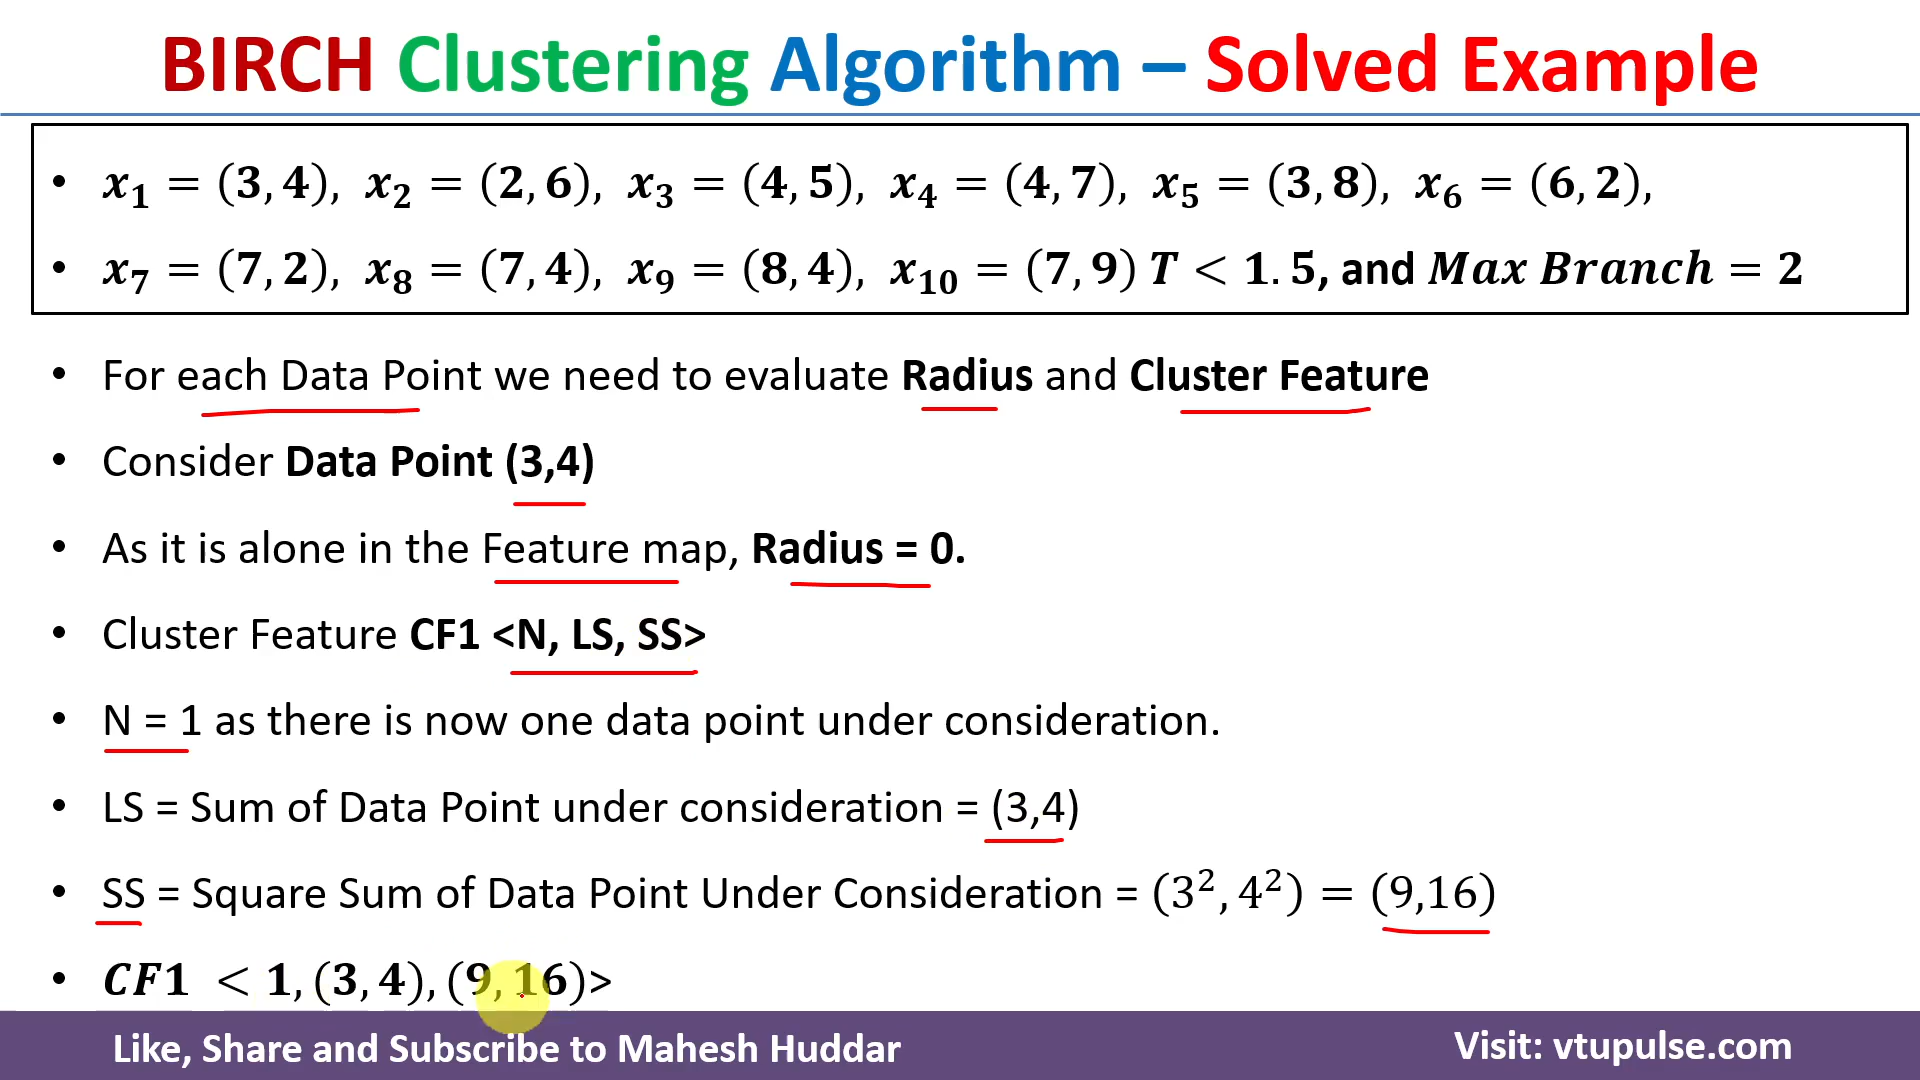 BIRCH Clustering Algorithm – Solved Example
• x₁ = (3, 4), x₂ = (2, 6), x₃ = (4, 5), x₄ = (4, 7), x₅ = (3, 8), x₆ = (6, 2),
• x₇ = (7, 2), x₈ = (7, 4), x₉ = (8, 4), x₁₀ = (7, 9) T < 1.5, and Max Branch = 2
• For each Data Point we need to evaluate Radius and Cluster Feature
• Consider Data Point (3,4)
• As it is alone in the Feature map, Radius = 0.
• Cluster Feature CF1 <N, LS, SS>
• N = 1 as there is now one data point under consideration.
• LS = Sum of Data Point under consideration = (3,4)
• SS = Square Sum of Data Point Under Consideration = (3², 4²) = (9,16)
• CF1 < 1, (3, 4), (9, 16)>
Like, Share and Subscribe to Mahesh Huddar
Visit: vtupulse.com